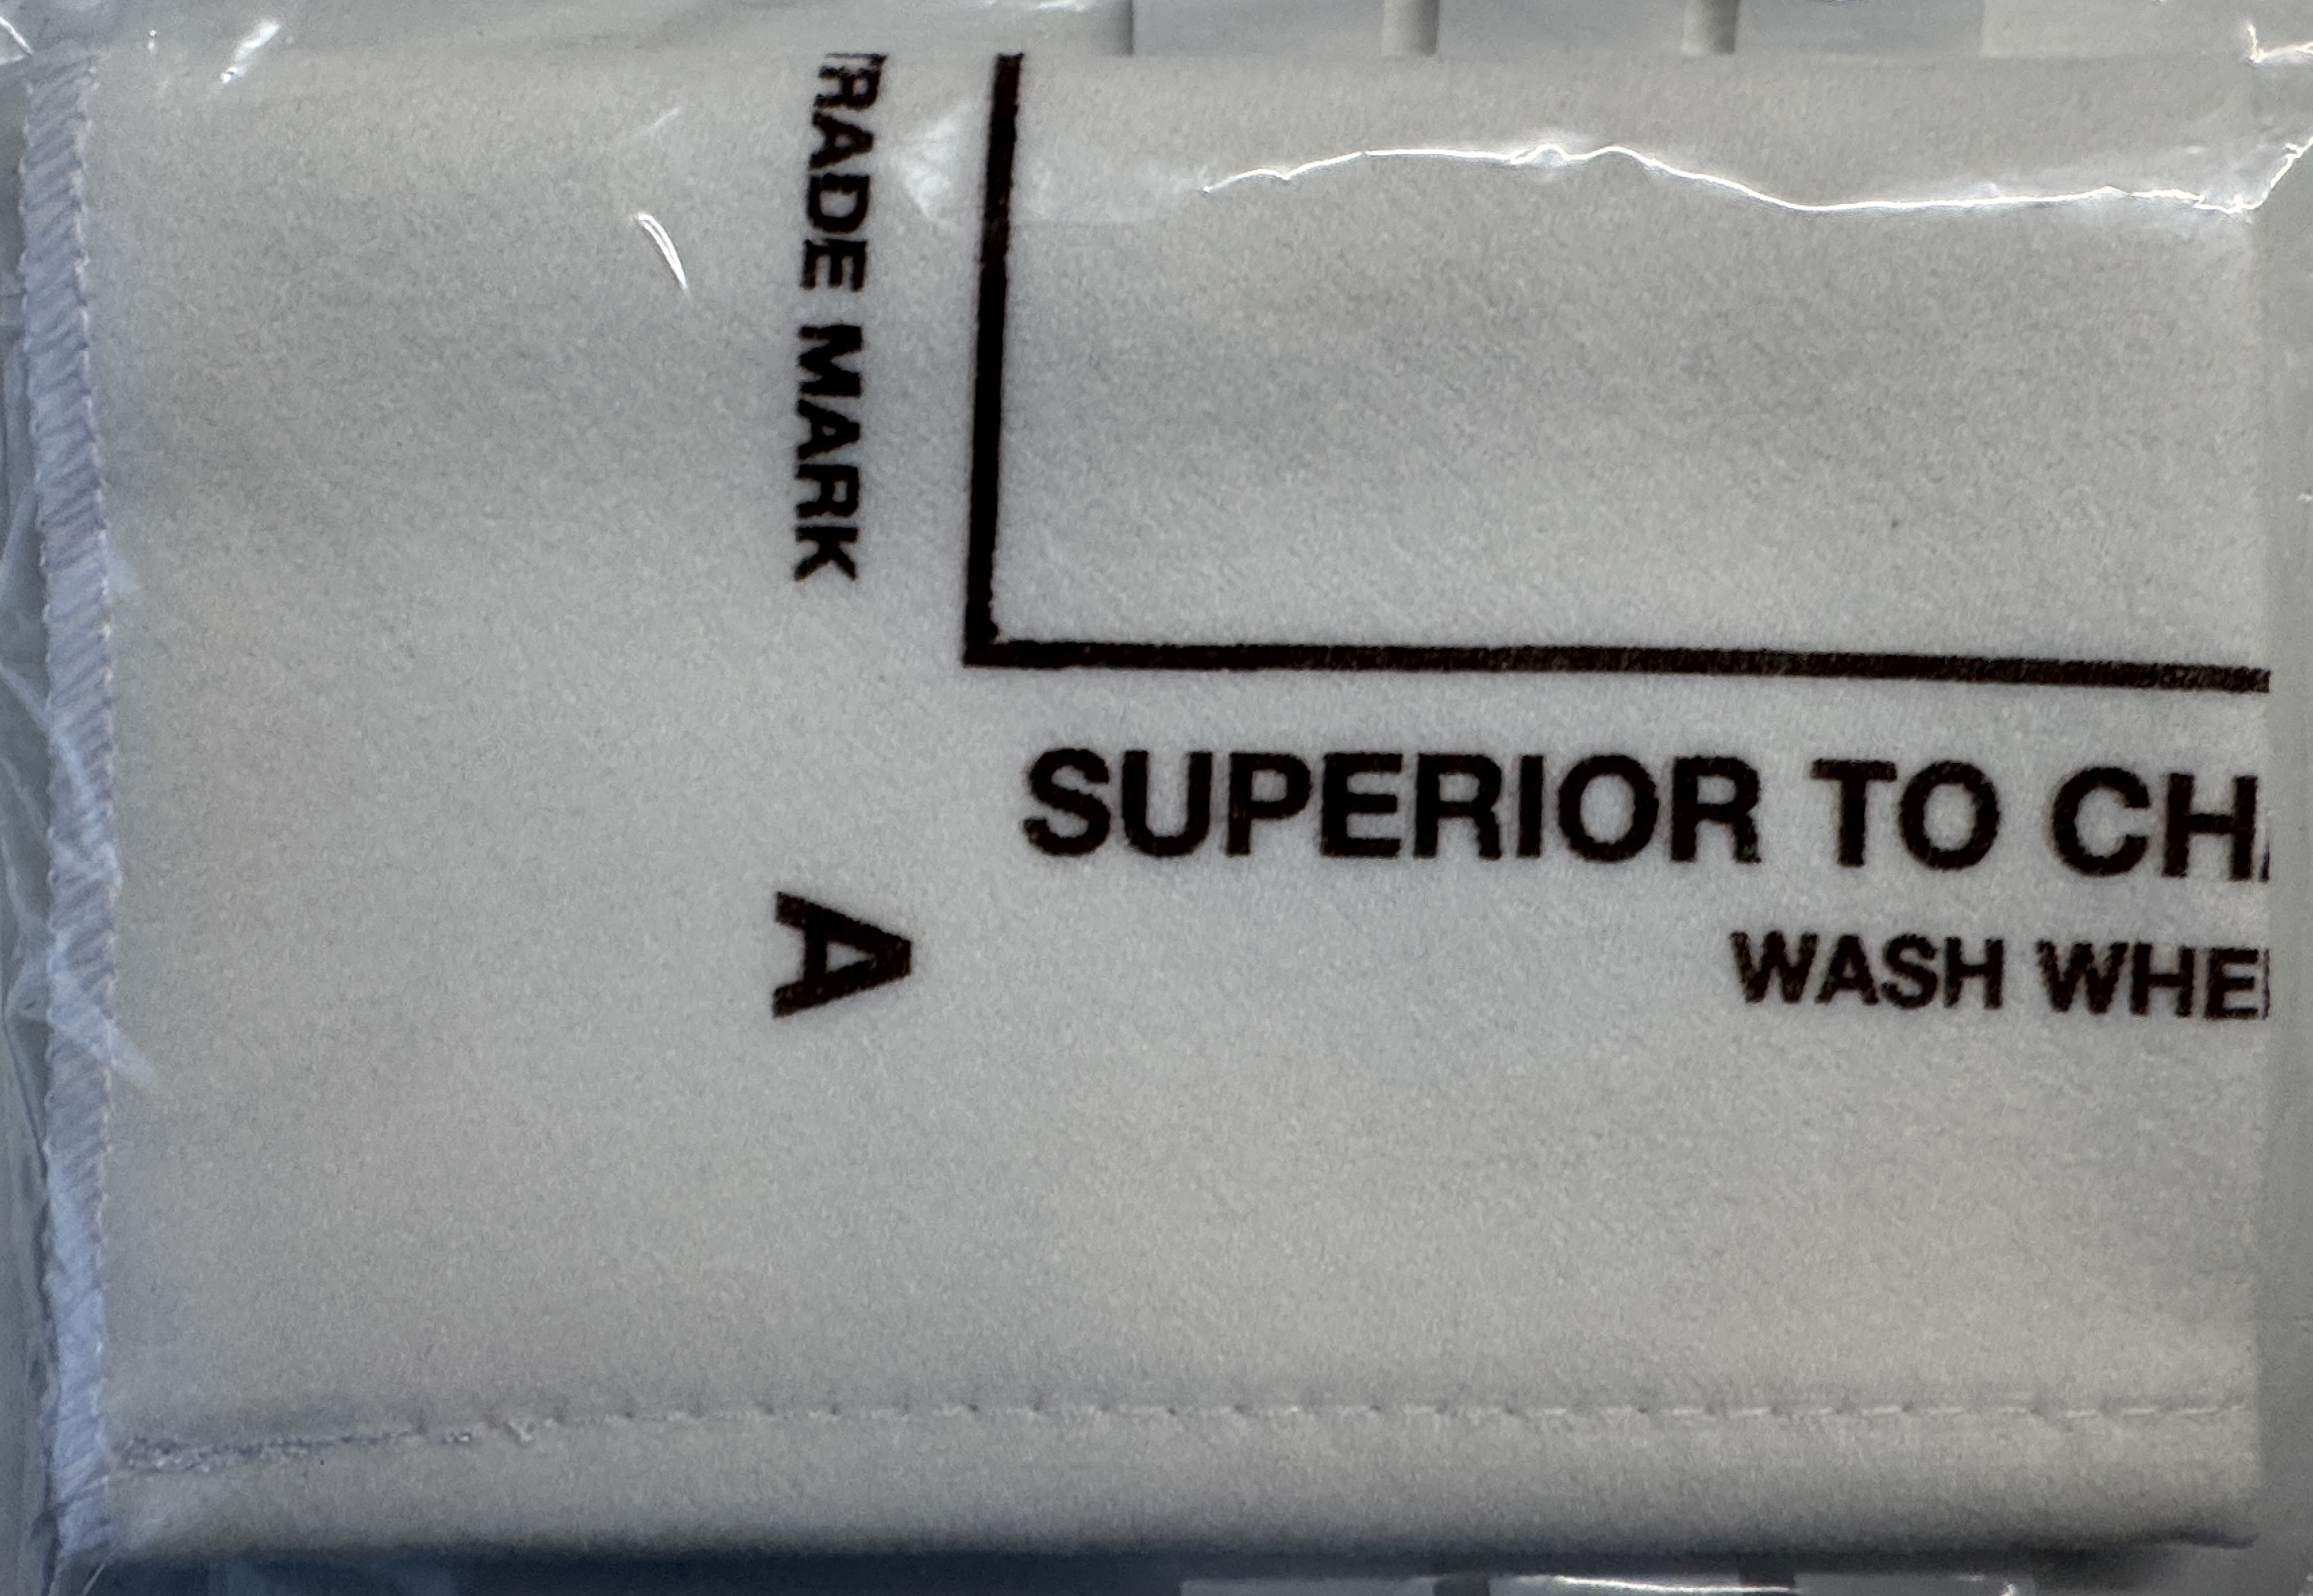 TRADE MARK
SUPERIOR TO CH
WASH WHE
A